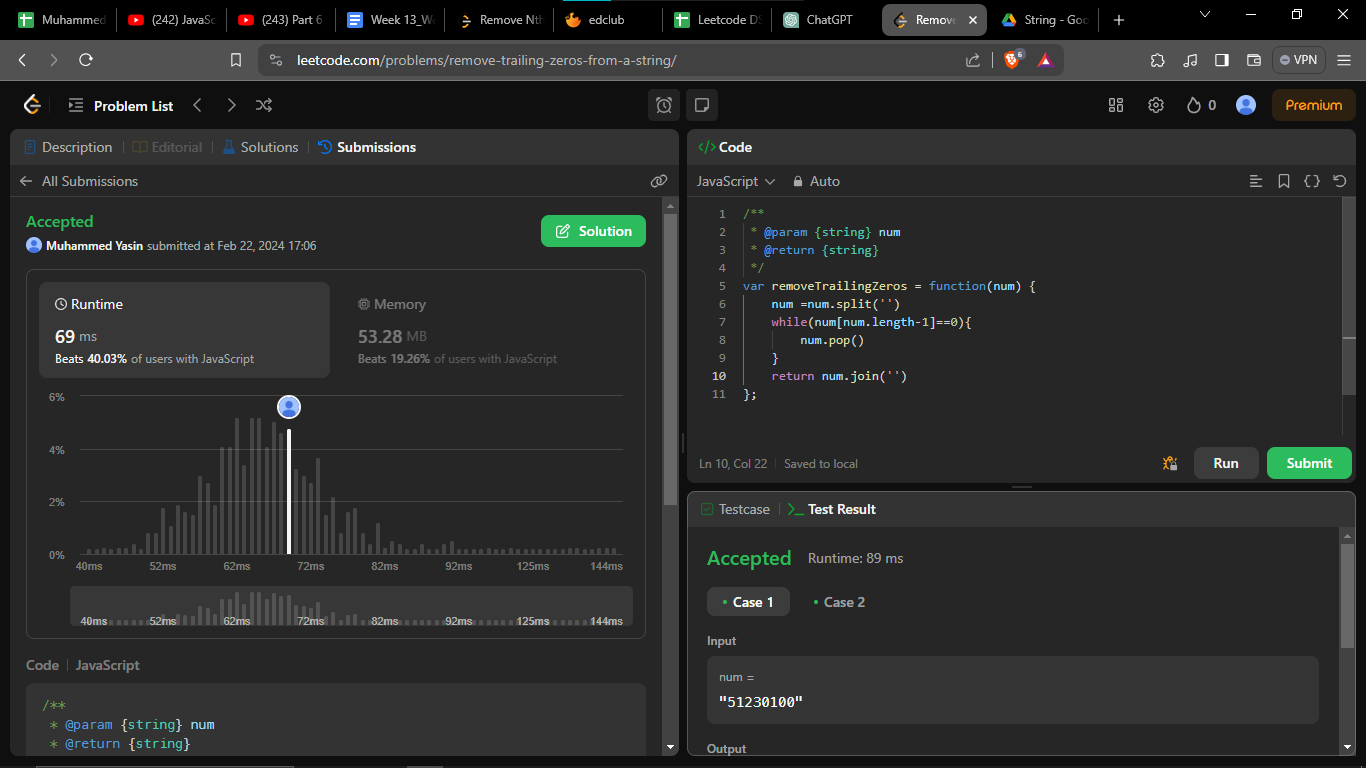 Muhammed
(242) JavaSc
(243) Part 6
Week 13_W
Remove Nth
edclub
Leetcode DS
ChatGPT
Remove
String - Goo
leetcode.com/problems/remove-trailing-zeros-from-a-string/
6
VPN
Problem List
0
Premium
Description
Editorial
Solutions
Submissions
All Submissions
Accepted
Muhammed Yasin submitted at Feb 22, 2024 17:06
Solution
Runtime
69 ms
Beats 40.03% of users with JavaScript
Memory
53.28 MB
Beats 19.26% of users with JavaScript
6%
4%
2%
0%
40ms 52ms 62ms 72ms 82ms 92ms 125ms 144ms
40ms 52ms 62ms 72ms 82ms 92ms 125ms 144ms
Code | JavaScript
/**
* @param {string} num
* @return {string}
</> Code
JavaScript
Auto
1 /**
2 * @param {string} num
3 * @return {string}
4 */
5 var removeTrailingZeros = function(num) {
6 num =num.split('')
7 while(num[num.length-1]==0){
8 num.pop()
9 }
10 return num.join('')
11 };
Ln 10, Col 22 | Saved to local
Run
Submit
Testcase
>_ Test Result
Accepted Runtime: 89 ms
• Case 1
• Case 2
Input
num =
"51230100"
Output